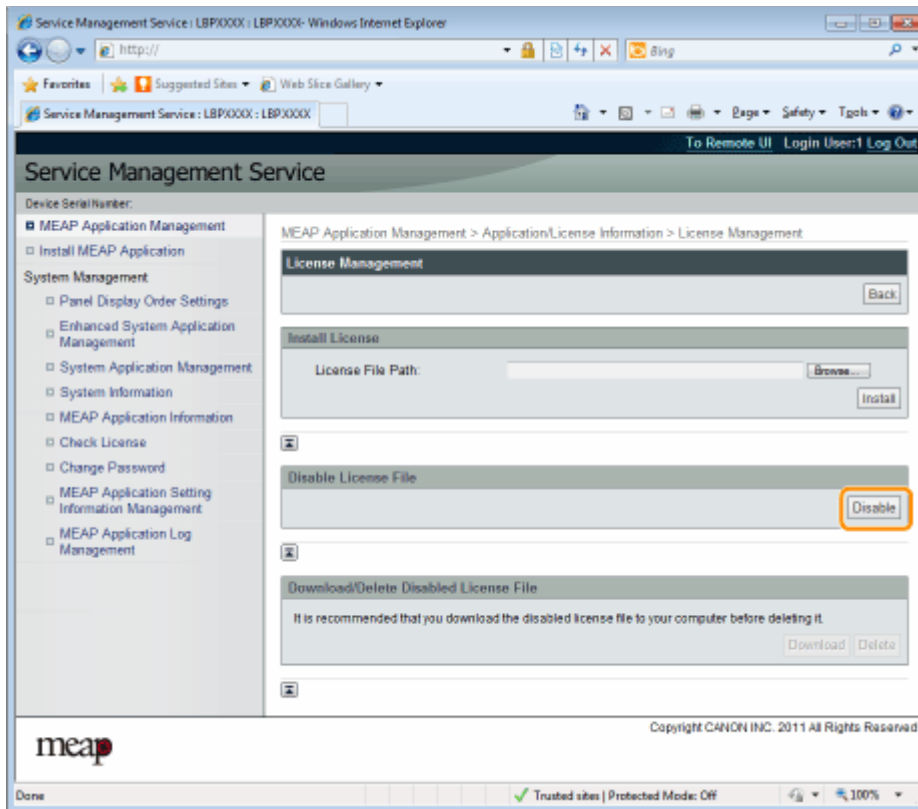 Service Management Service : LBPXXXX : LBPXXXX- Windows Internet Explorer
http://
Bing
Favorites Suggested Sites Web Slice Gallery
Service Management Service : LBPXXXX : LBPXXXX
Page Safety Tools
To Remote UI Login User:1 Log Out
Service Management Service
Device Serial Number:
MEAP Application Management
Install MEAP Application
System Management
Panel Display Order Settings
Enhanced System Application
Management
System Application Management
System Information
MEAP Application Information
Check License
Change Password
MEAP Application Setting
Information Management
MEAP Application Log
Management
MEAP Application Management > Application/License Information > License Management
License Management
Back
Install License
License File Path:
Browse...
Install
Disable License File
Disable
Download/Delete Disabled License File
It is recommended that you download the disabled license file to your computer before deleting it.
Download Delete
Copyright CANON INC. 2011 All Rights Reserved
meap
Done
Trusted sites | Protected Mode: Off
100%